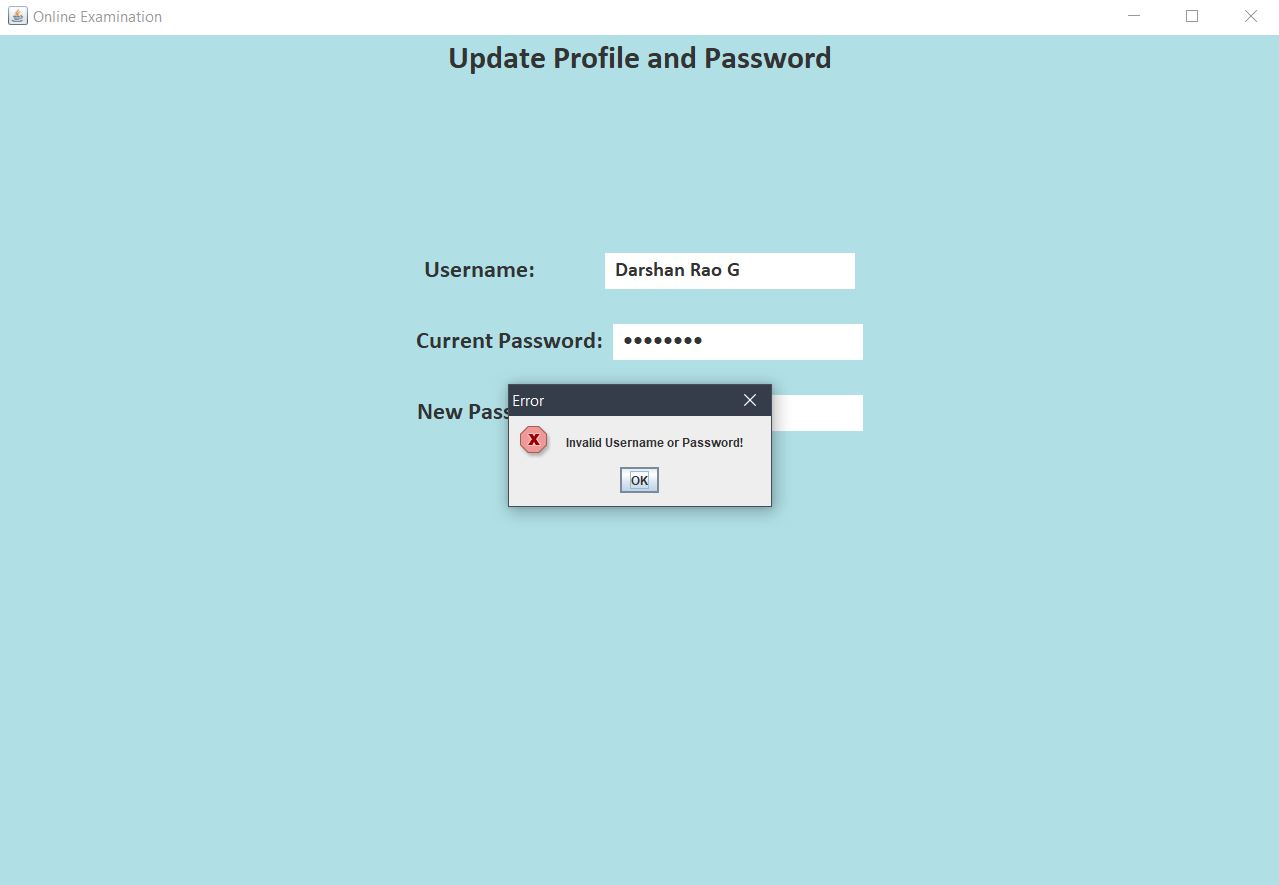 Online Examination
Update Profile and Password
Username: Darshan Rao G
Current Password: ••••••••
New Pass
Error
Invalid Username or Password!
OK